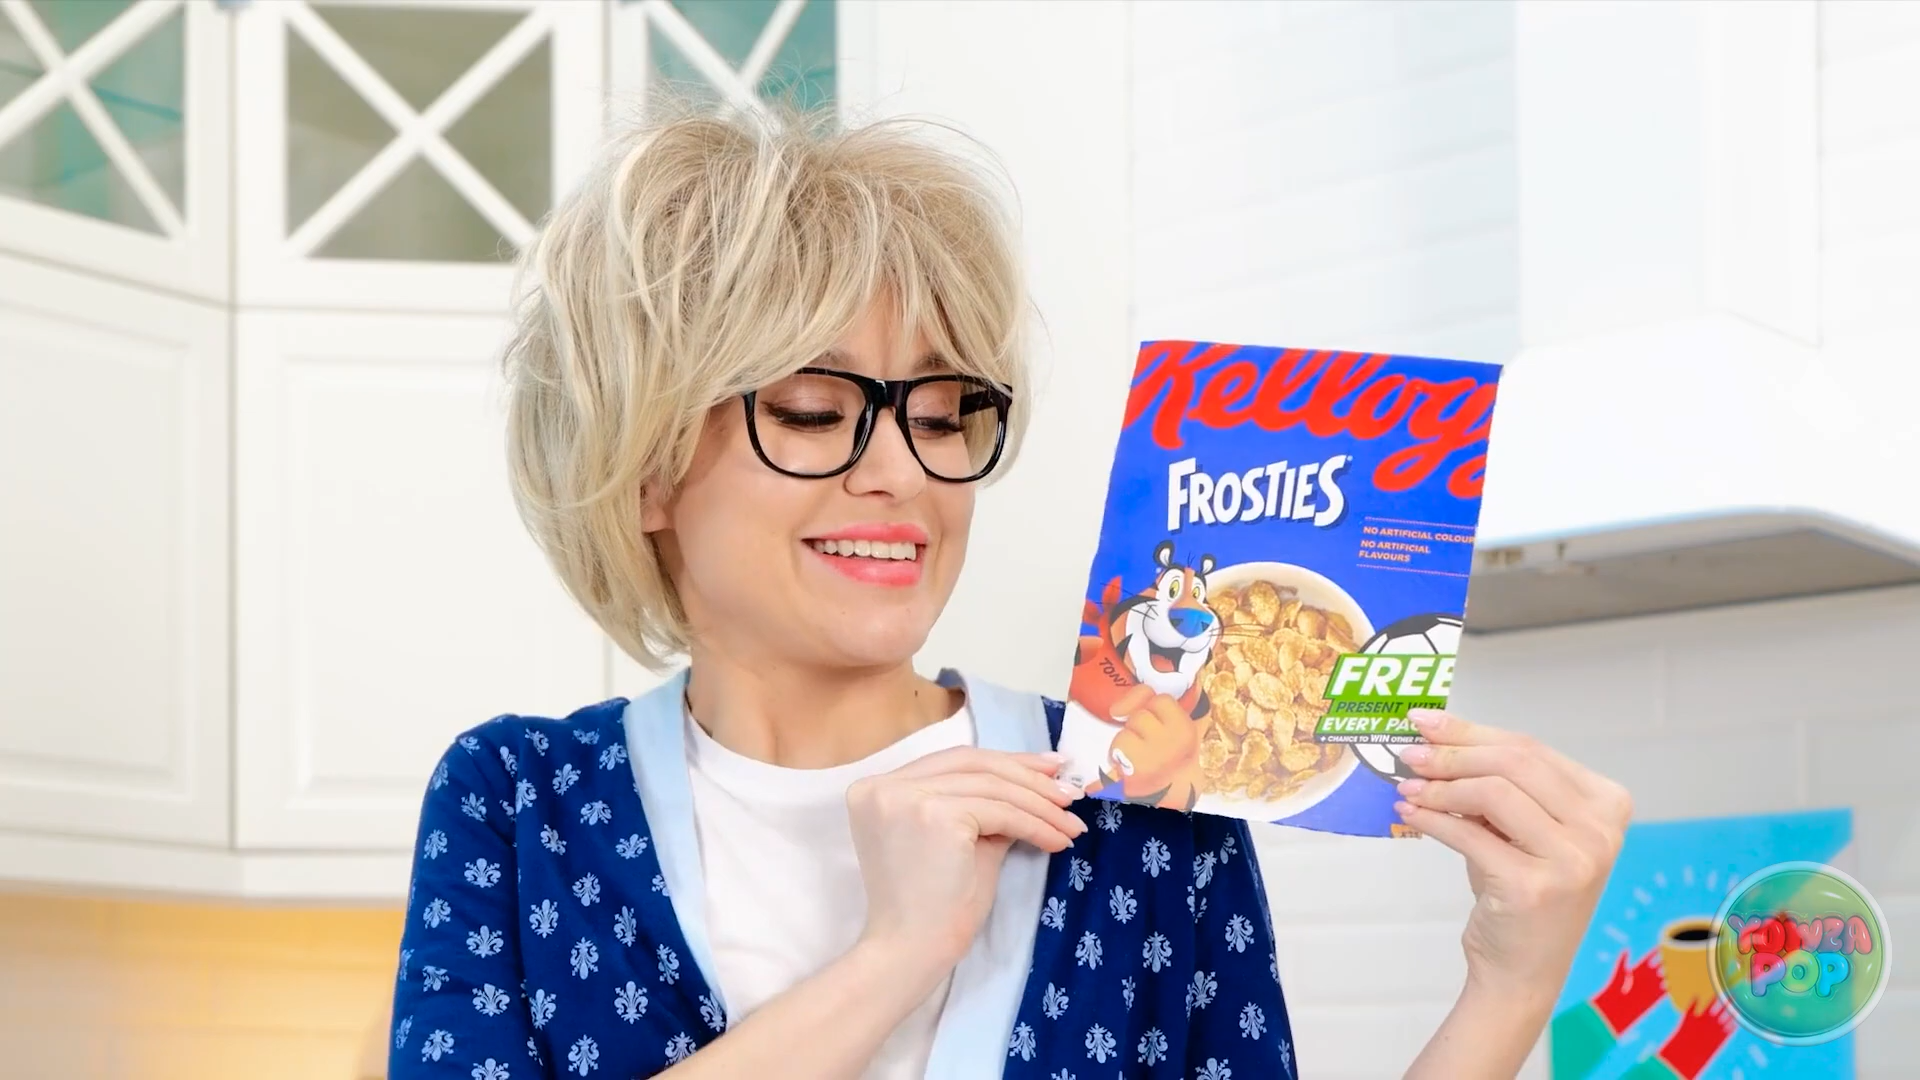 Kellogg
FROSTIES
NO ARTIFICIAL COLOUR
NO ARTIFICIAL
FLAVOURS
TONY
FREE
PRESENT WITH
EVERY PAC
+ CHANCE TO WIN OTHER PR
YOWZA
POP